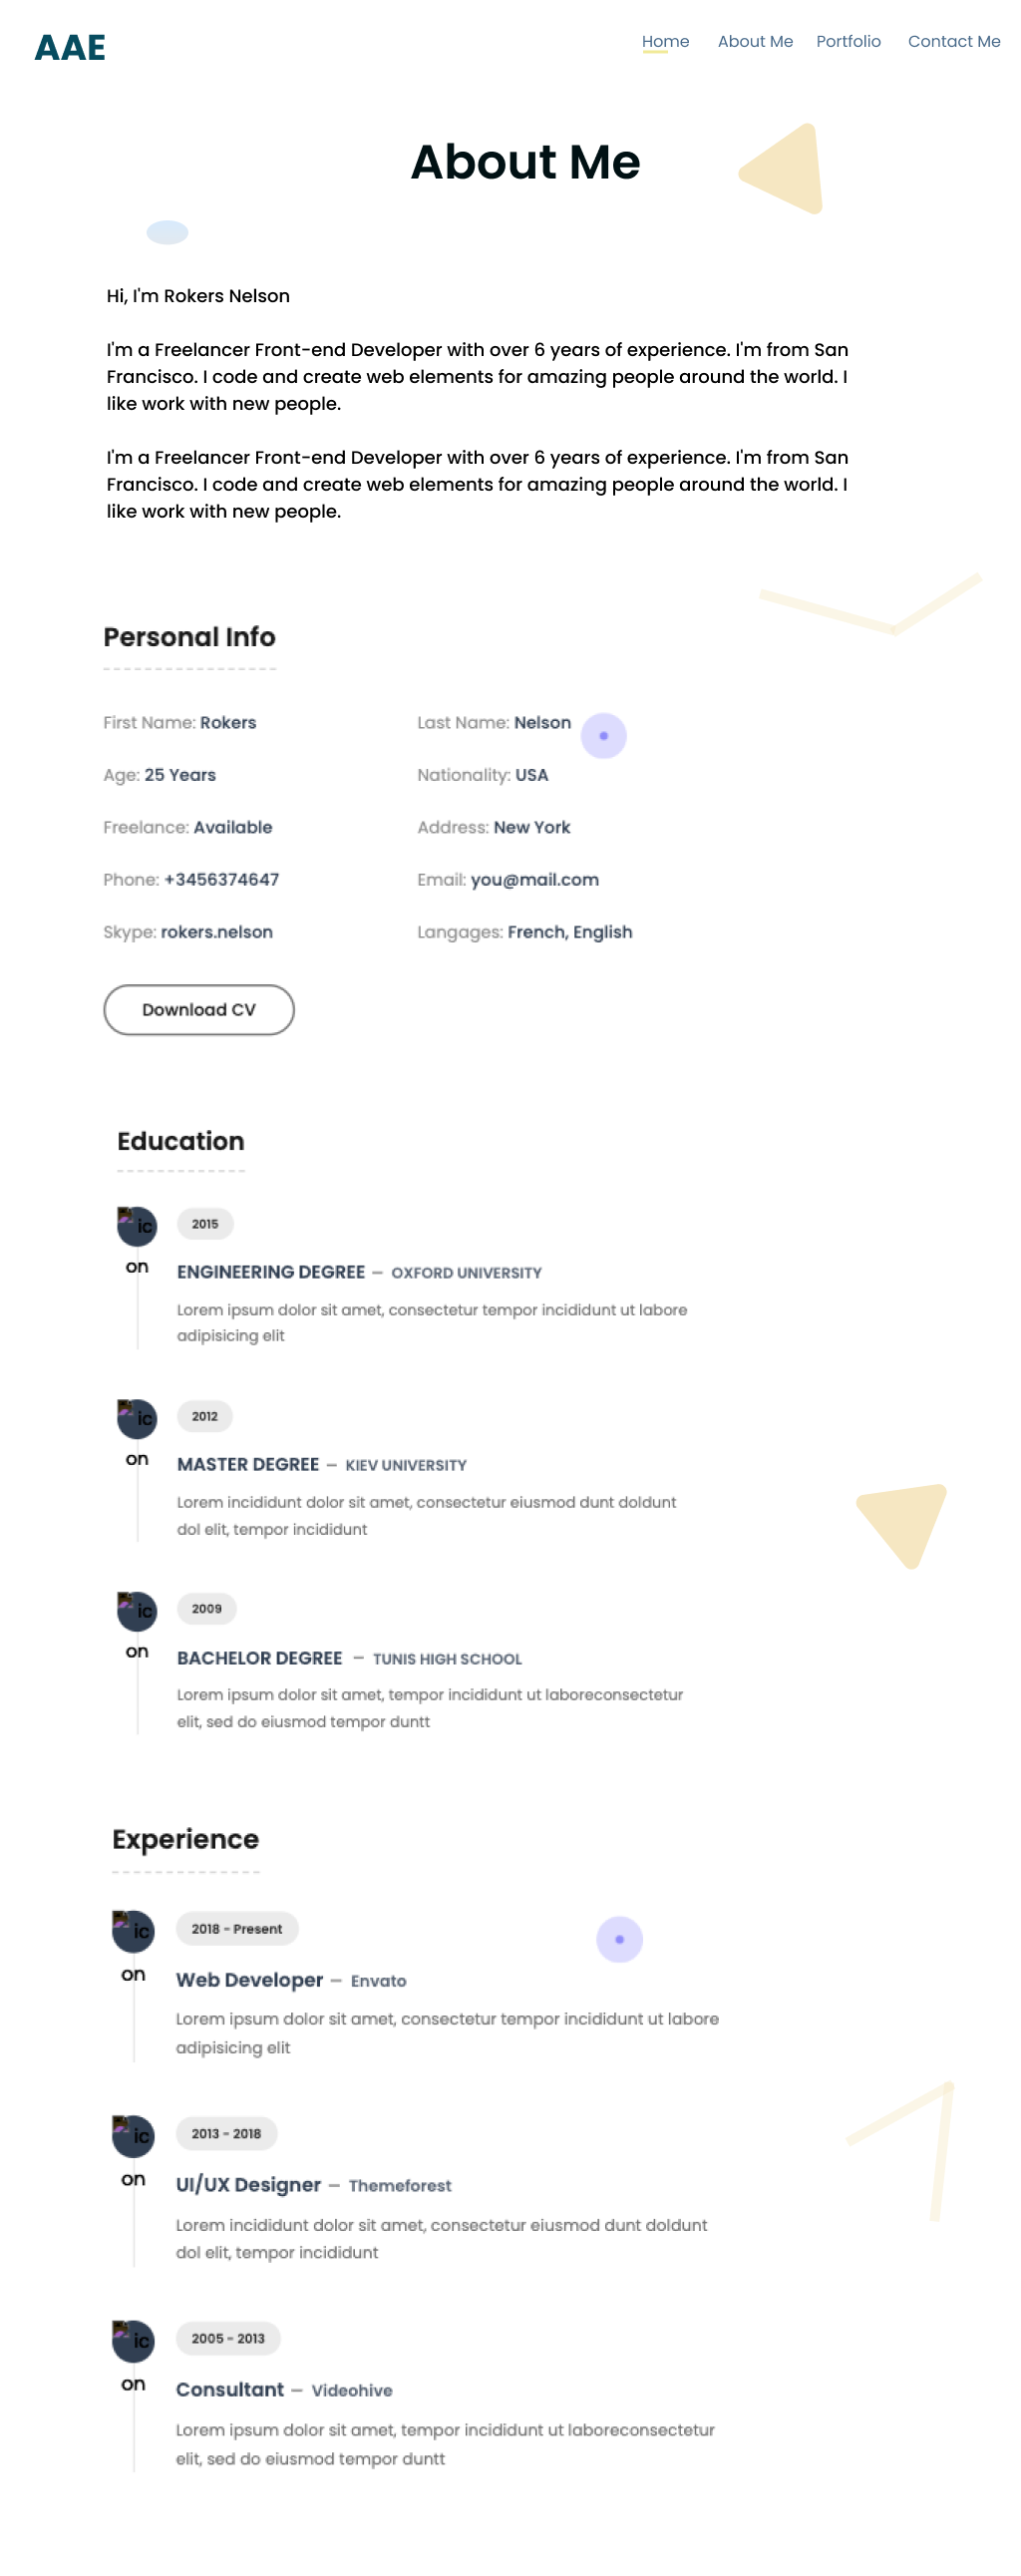 AAE
Home About Me Portfolio Contact Me
About Me
Hi, I'm Rokers Nelson
I'm a Freelancer Front-end Developer with over 6 years of experience. I'm from San
Francisco. I code and create web elements for amazing people around the world. I
like work with new people.
I'm a Freelancer Front-end Developer with over 6 years of experience. I'm from San
Francisco. I code and create web elements for amazing people around the world. I
like work with new people.
Personal Info
First Name: Rokers Last Name: Nelson
Age: 25 Years Nationality: USA
Freelance: Available Address: New York
Phone: +3456374647 Email: you@mail.com
Skype: rokers.nelson Langages: French, English
Download CV
Education
ic 2015
on
ENGINEERING DEGREE – OXFORD UNIVERSITY
Lorem ipsum dolor sit amet, consectetur tempor incididunt ut labore
adipisicing elit
ic 2012
on
MASTER DEGREE – KIEV UNIVERSITY
Lorem incididunt dolor sit amet, consectetur eiusmod dunt doldunt
dol elit, tempor incididunt
ic 2009
on
BACHELOR DEGREE – TUNIS HIGH SCHOOL
Lorem ipsum dolor sit amet, tempor incididunt ut laboreconsectetur
elit, sed do eiusmod tempor duntt
Experience
ic 2018 - Present
on
Web Developer – Envato
Lorem ipsum dolor sit amet, consectetur tempor incididunt ut labore
adipisicing elit
ic 2013 - 2018
on
UI/UX Designer – Themeforest
Lorem incididunt dolor sit amet, consectetur eiusmod dunt doldunt
dol elit, tempor incididunt
ic 2005 - 2013
on
Consultant – Videohive
Lorem ipsum dolor sit amet, tempor incididunt ut laboreconsectetur
elit, sed do eiusmod tempor duntt